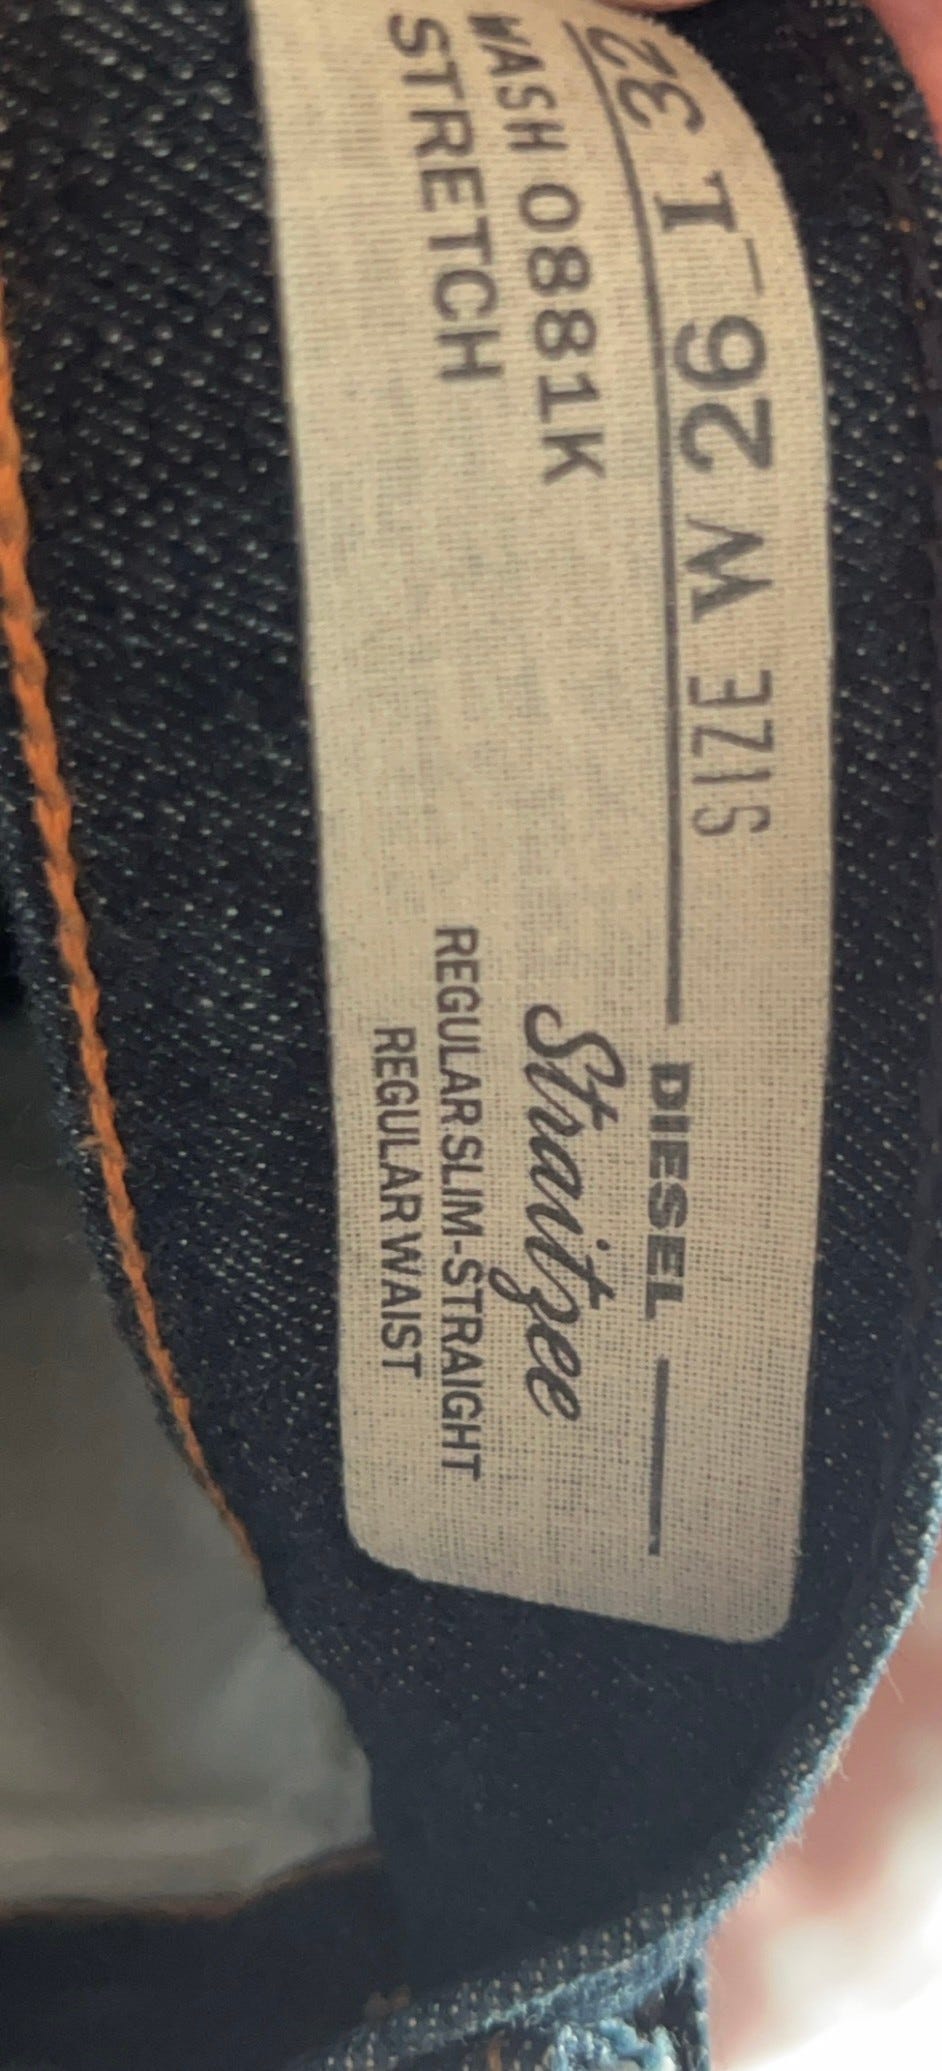 SIZE W 26 L 32
WASH 0881K
STRETCH
DIESEL
Straitzee
REGULAR SLIM-STRAIGHT
REGULAR WAIST